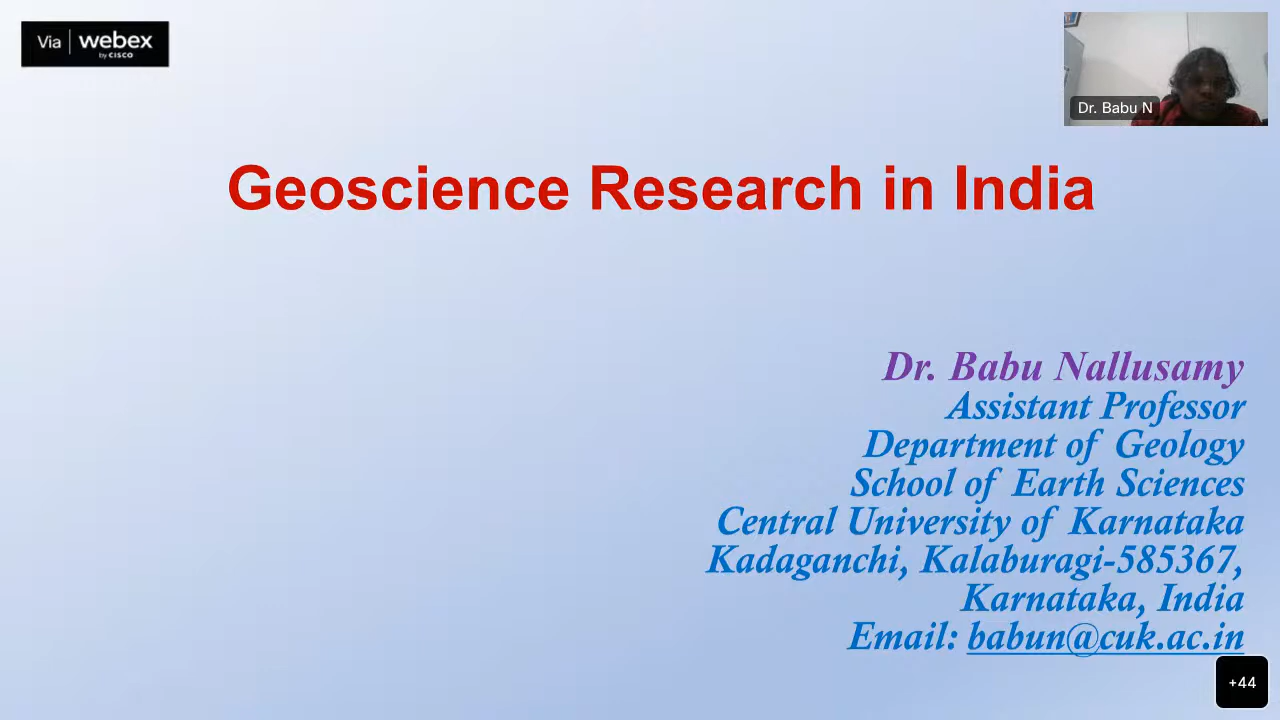 Via webex
by CISCO
Dr. Babu N
Geoscience Research in India
Dr. Babu Nallusamy
Assistant Professor
Department of Geology
School of Earth Sciences
Central University of Karnataka
Kadaganchi, Kalaburagi-585367,
Karnataka, India
Email: babun@cuk.ac.in
+44